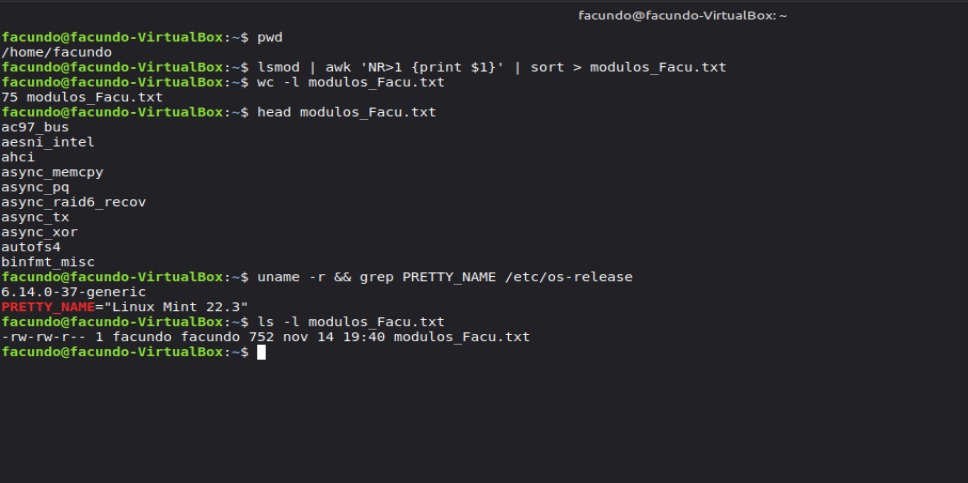 facundo@facundo-VirtualBox: ~
facundo@facundo-VirtualBox:~$ pwd
/home/facundo
facundo@facundo-VirtualBox:~$ lsmod | awk 'NR>1 {print $1}' | sort > modulos_Facu.txt
facundo@facundo-VirtualBox:~$ wc -l modulos_Facu.txt
75 modulos_Facu.txt
facundo@facundo-VirtualBox:~$ head modulos_Facu.txt
ac97_bus
aesni_intel
ahci
async_memcpy
async_pq
async_raid6_recov
async_tx
async_xor
autofs4
binfmt_misc
facundo@facundo-VirtualBox:~$ uname -r && grep PRETTY_NAME /etc/os-release
6.14.0-37-generic
PRETTY_NAME="Linux Mint 22.3"
facundo@facundo-VirtualBox:~$ ls -l modulos_Facu.txt
-rw-rw-r-- 1 facundo facundo 752 nov 14 19:40 modulos_Facu.txt
facundo@facundo-VirtualBox:~$